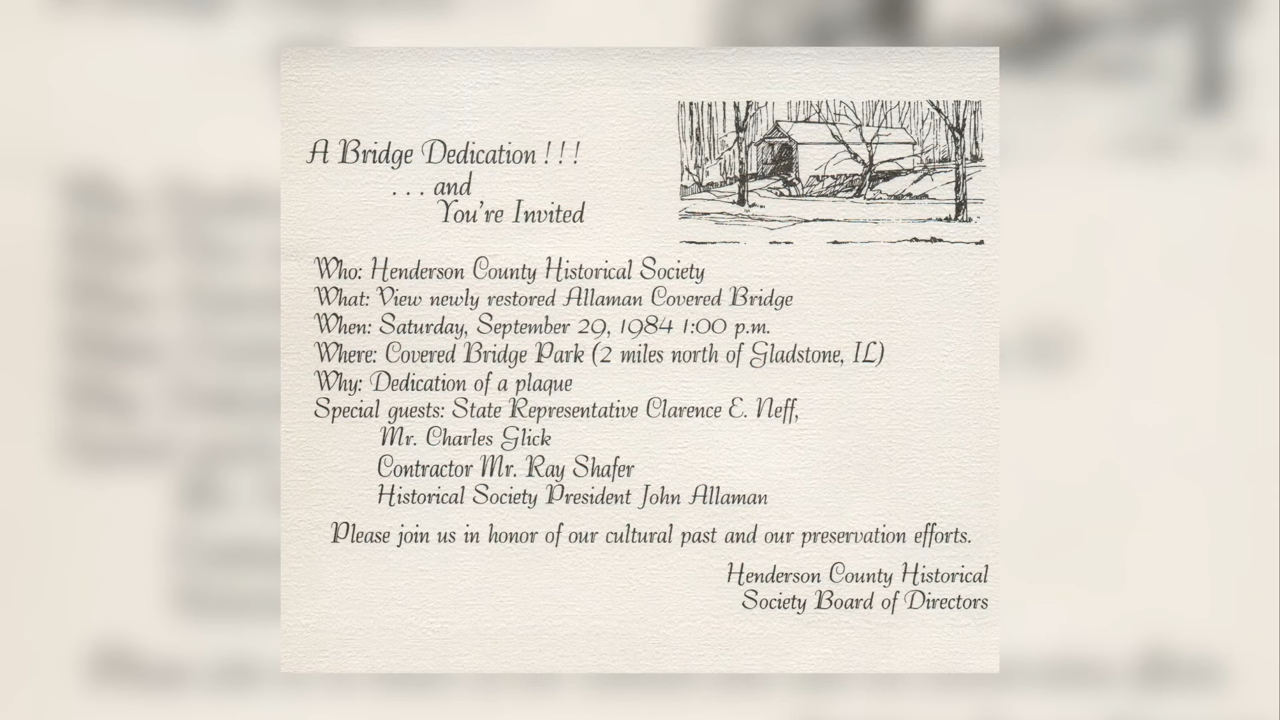 A Bridge Dedication ! ! !
. . . and
You're Invited
Who: Henderson County Historical Society
What: View newly restored Allaman Covered Bridge
When: Saturday, September 29, 1984 1:00 p.m.
Where: Covered Bridge Park (2 miles north of Gladstone, IL)
Why: Dedication of a plaque
Special guests: State Representative Clarence E. Neff,
Mr. Charles Glick
Contractor Mr. Ray Shafer
Historical Society President John Allaman
Please join us in honor of our cultural past and our preservation efforts.
Henderson County Historical
Society Board of Directors